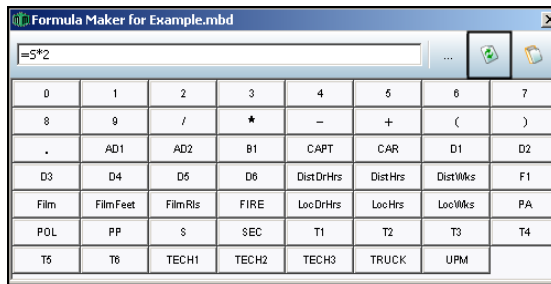 Formula Maker for Example.mbd
=S*2 ...
0 1 2 3 4 5 6 7
8 9 / * - + ( )
. AD1 AD2 B1 CAPT CAR D1 D2
D3 D4 D5 D6 DistDrHrs DistHrs DistWks F1
Film FilmFeet FilmRls FIRE LocDrHrs LocHrs LocWks PA
POL PP S SEC T1 T2 T3 T4
T5 T6 TECH1 TECH2 TECH3 TRUCK UPM